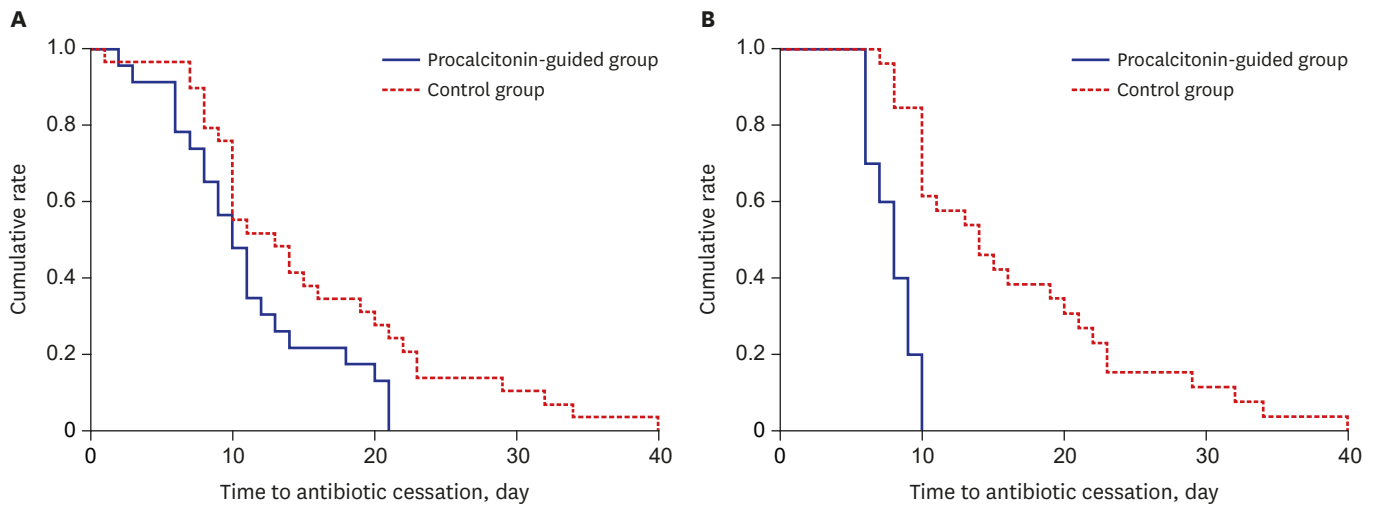 A
1.0
0.8
0.6
0.4
0.2
0
Cumulative rate
Procalcitonin-guided group
Control group
0 10 20 30 40
Time to antibiotic cessation, day
B
1.0
0.8
0.6
0.4
0.2
0
Cumulative rate
Procalcitonin-guided group
Control group
0 10 20 30 40
Time to antibiotic cessation, day